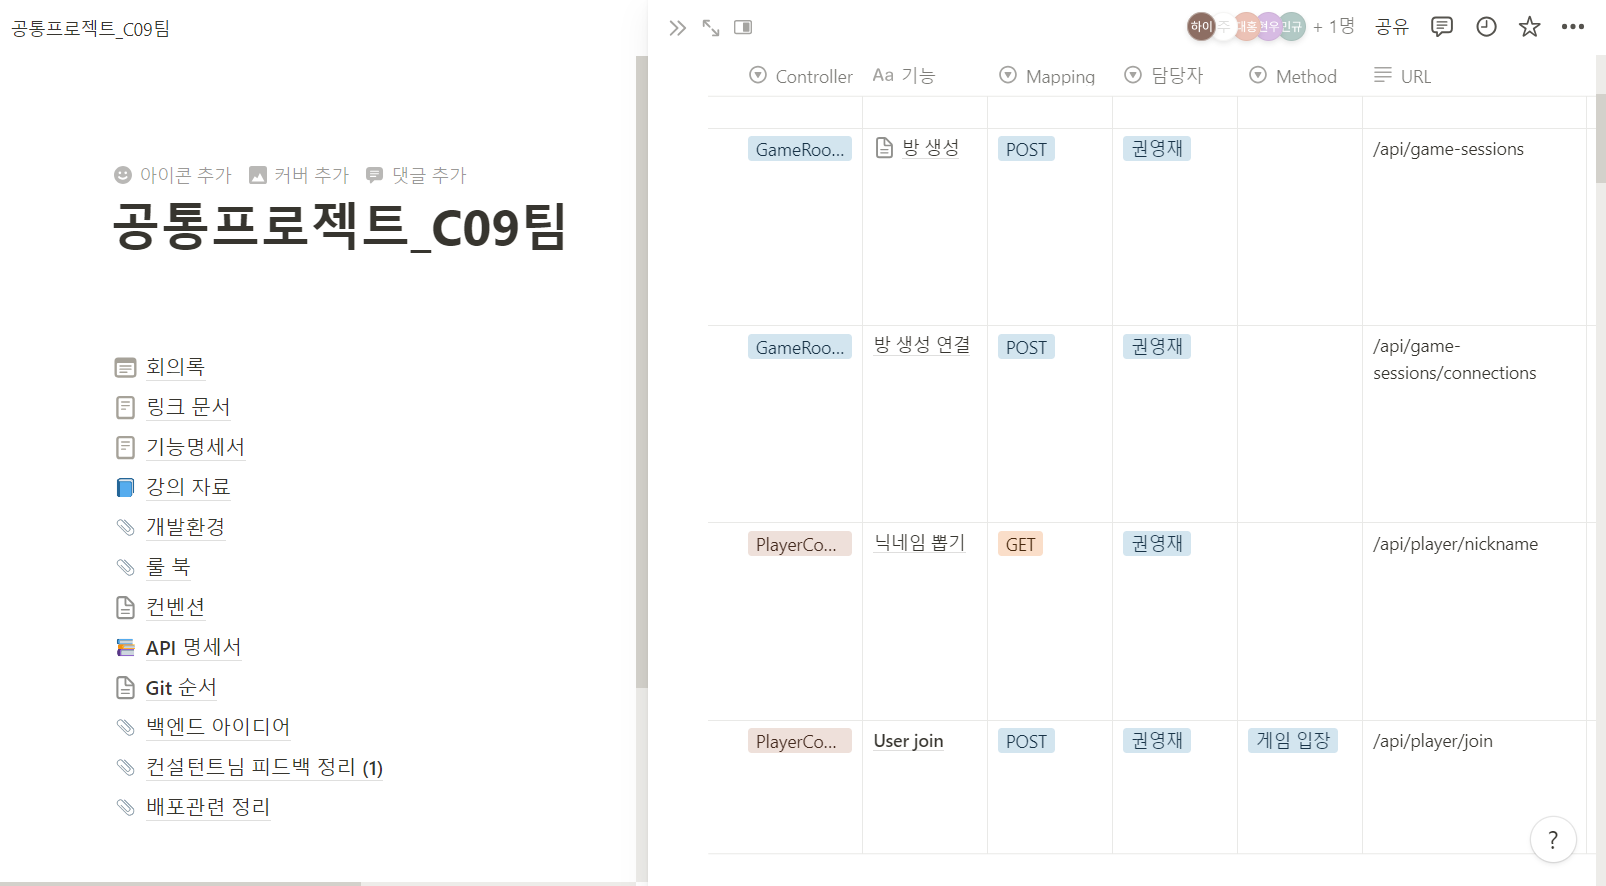 공통프로젝트_C09팀
아이콘 추가 커버 추가 댓글 추가
공통프로젝트_C09팀
회의록
링크 문서
기능명세서
강의 자료
개발환경
룰 북
컨벤션
API 명세서
Git 순서
백엔드 아이디어
컨설턴트님 피드백 정리 (1)
배포관련 정리
하이 주 대홍 현우 민규 + 1명 공유
Controller Aa 기능 Mapping 담당자 Method URL
GameRoo... 방 생성 POST 권영재 /api/game-sessions
GameRoo... 방 생성 연결 POST 권영재 /api/game-
sessions/connections
PlayerCo... 닉네임 뽑기 GET 권영재 /api/player/nickname
PlayerCo... User join POST 권영재 게임 입장 /api/player/join
?